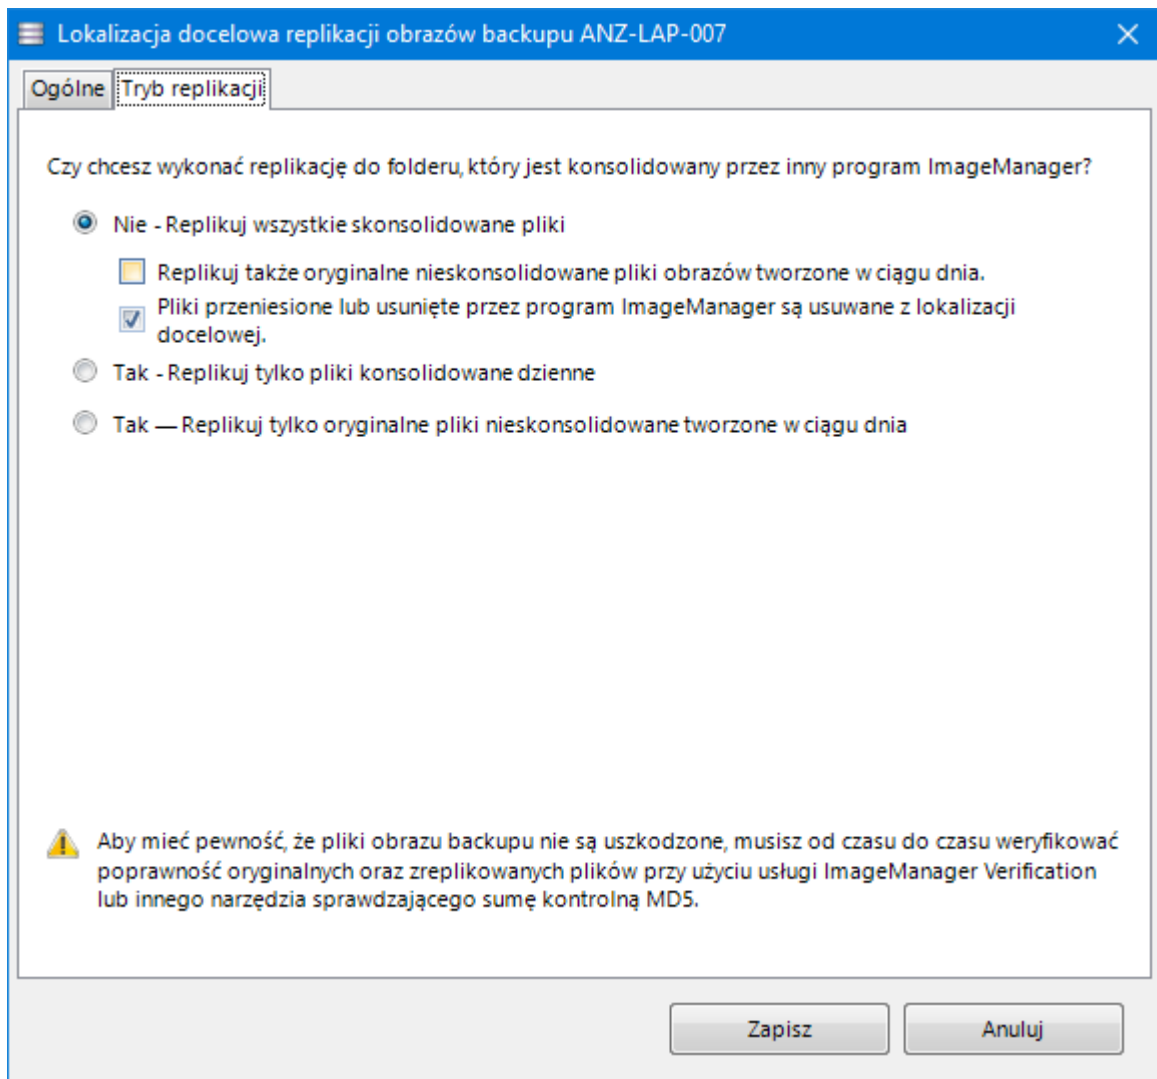 Lokalizacja docelowa replikacji obrazów backupu ANZ-LAP-007
Ogólne
Tryb replikacji
Czy chcesz wykonać replikację do folderu, który jest konsolidowany przez inny program ImageManager?
Nie - Replikuj wszystkie skonsolidowane pliki
Replikuj także oryginalne nieskonsolidowane pliki obrazów tworzone w ciągu dnia.
Pliki przeniesione lub usunięte przez program ImageManager są usuwane z lokalizacji
docelowej.
Tak - Replikuj tylko pliki konsolidowane dzienne
Tak — Replikuj tylko oryginalne pliki nieskonsolidowane tworzone w ciągu dnia
Aby mieć pewność, że pliki obrazu backupu nie są uszkodzone, musisz od czasu do czasu weryfikować
poprawność oryginalnych oraz zreplikowanych plików przy użyciu usługi ImageManager Verification
lub innego narzędzia sprawdzającego sumę kontrolną MD5.
Zapisz
Anuluj